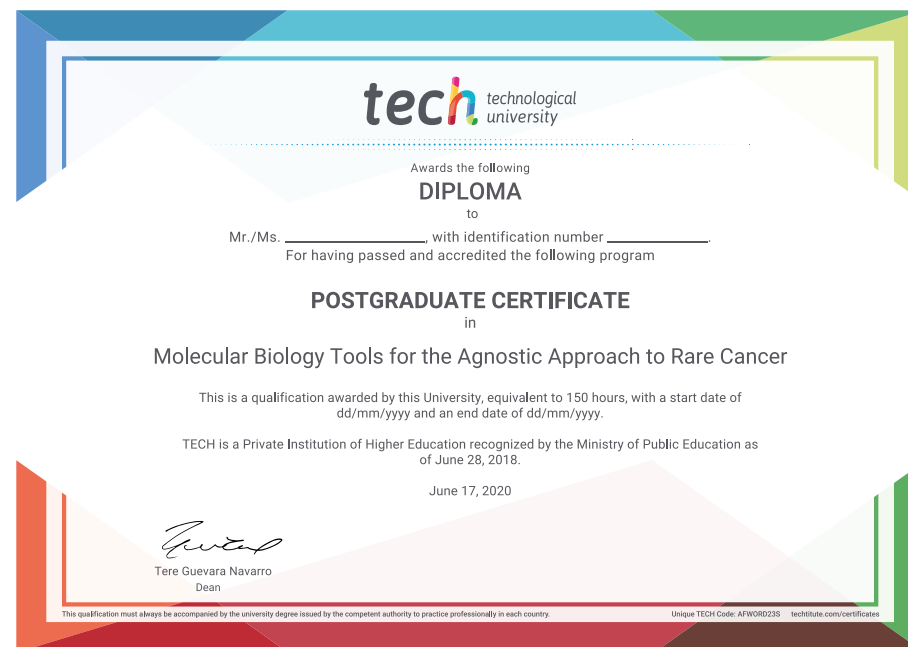 tech technological
university
Awards the following
DIPLOMA
to
Mr./Ms. ________________, with identification number ____________.
For having passed and accredited the following program
POSTGRADUATE CERTIFICATE
in
Molecular Biology Tools for the Agnostic Approach to Rare Cancer
This is a qualification awarded by this University, equivalent to 150 hours, with a start date of
dd/mm/yyyy and an end date of dd/mm/yyyy.
TECH is a Private Institution of Higher Education recognized by the Ministry of Public Education as
of June 28, 2018.
June 17, 2020
Tere Guevara Navarro
Dean
This qualification must always be accompanied by the university degree issued by the competent authority to practice professionally in each country. Unique TECH Code: AFWORD23S techtitute.com/certificates